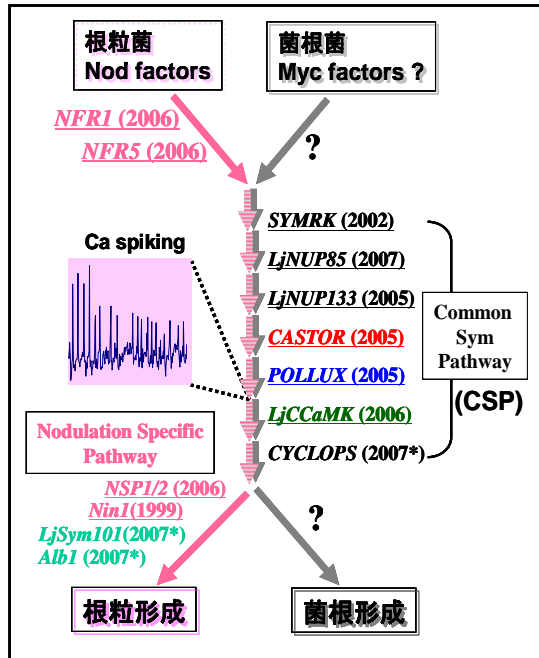 根粒菌
Nod factors
菌根菌
Myc factors ?
NFR1 (2006)
NFR5 (2006)
?
SYMRK (2002)
LjNUP85 (2007)
LjNUP133 (2005)
CASTOR (2005)
POLLUX (2005)
LjCCaMK (2006)
CYCLOPS (2007*)
Common
Sym
Pathway
(CSP)
Ca spiking
Nodulation Specific
Pathway
NSP1/2 (2006)
Nin1(1999)
LjSym101(2007*)
Alb1 (2007*)
?
根粒形成
菌根形成